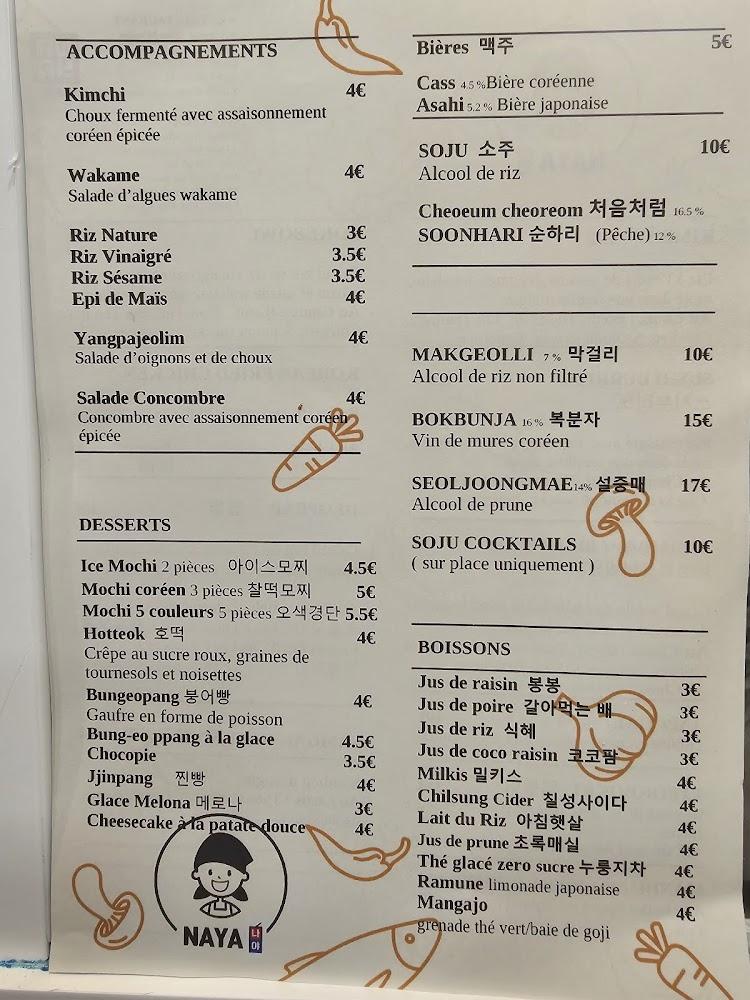 ACCOMPAGNEMENTS
Kimchi 4€
Choux fermenté avec assaisonnement
coréen épicée
Wakame 4€
Salade d'algues wakame
Riz Nature 3€
Riz Vinaigré 3.5€
Riz Sésame 3.5€
Epi de Maïs 4€
Yangpajeolim 4€
Salade d'oignons et de choux
Salade Concombre 4€
Concombre avec assaisonnement coréen
épicée
DESSERTS
Ice Mochi 2 pièces 아이스모찌 4.5€
Mochi coréen 3 pièces 찰떡모찌 5€
Mochi 5 couleurs 5 pièces 오색경단 5.5€
Hotteok 호떡 4€
Crêpe au sucre roux, graines de
tournesols et noisettes
Bungeopang 붕어빵 4€
Gaufre en forme de poisson
Bung-eo ppang à la glace 4.5€
Chocopie 3.5€
Jjinpang 찐빵 4€
Glace Melona 메로나 3€
Cheesecake à la patate douce 4€
NAYA 나야
Bières 맥주 5€
Cass 4.5 % Bière coréenne
Asahi 5.2 % Bière japonaise
SOJU 소주 10€
Alcool de riz
Cheoeum cheoreom 처음처럼 16.5 %
SOONHARI 순하리 (Pêche) 12 %
MAKGEOLLI 7 % 막걸리 10€
Alcool de riz non filtré
BOKBUNJA 16 % 복분자 15€
Vin de mures coréen
SEOLJOONGMAE 14% 설중매 17€
Alcool de prune
SOJU COCKTAILS 10€
( sur place uniquement )
BOISSONS
Jus de raisin 봉봉 3€
Jus de poire 갈아먹는 배 3€
Jus de riz 식혜 3€
Jus de coco raisin 코코팜 3€
Milkis 밀키스 4€
Chilsung Cider 칠성사이다 4€
Lait du Riz 아침햇살 4€
Jus de prune 초록매실 4€
Thé glacé zero sucre 누룽지차 4€
Ramune limonade japonaise 4€
Mangajo 4€
grenade thé vert/baie de goji